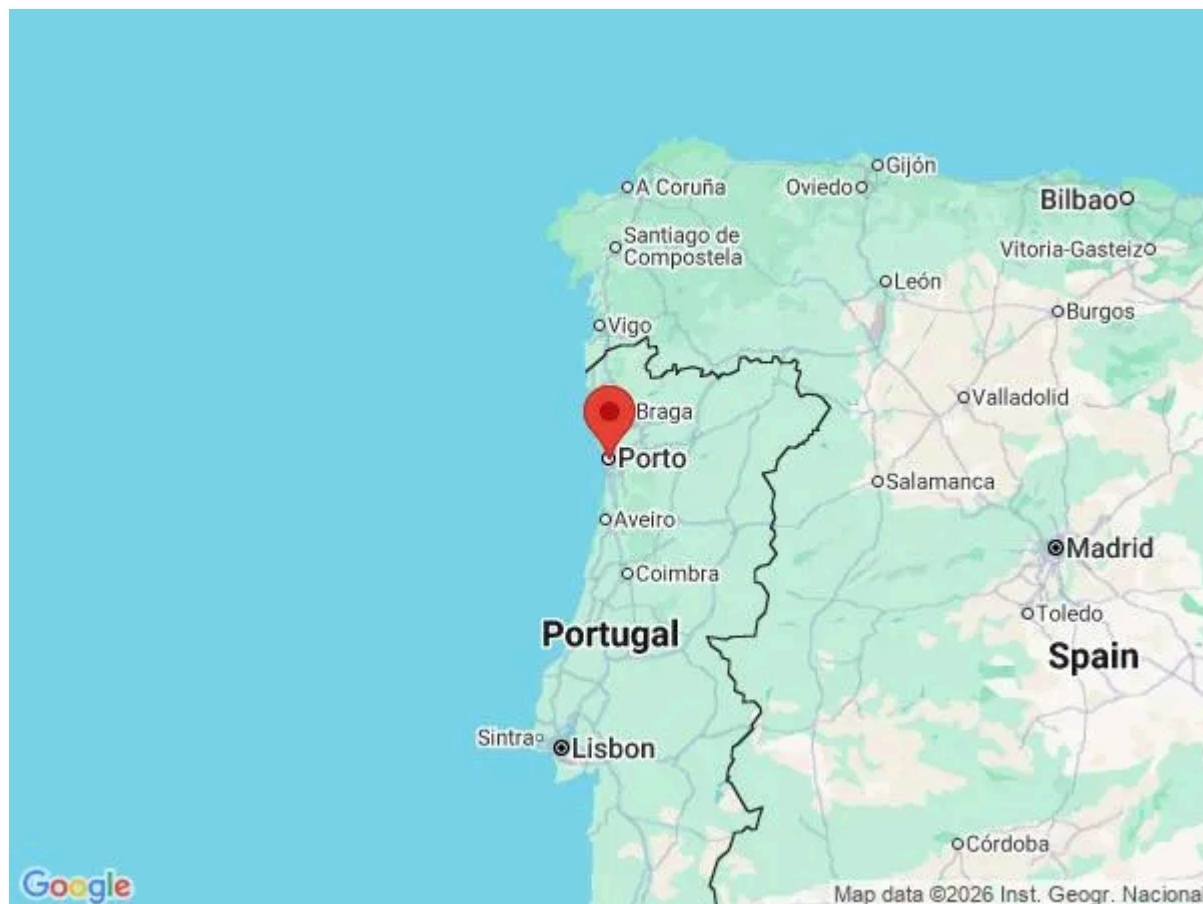 Gijón
A Coruña
Oviedo
Bilbao
Santiago de
Compostela
Vitoria-Gasteiz
León
Burgos
Vigo
Valladolid
Braga
Porto
Salamanca
Aveiro
Madrid
Coimbra
Toledo
Portugal
Spain
Sintra
Lisbon
Córdoba
Google
Map data ©2026 Inst. Geogr. Nacional